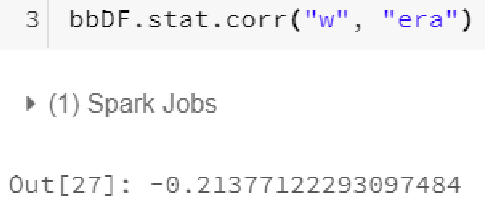 3 bbDF.stat.corr("w", "era")
(1) Spark Jobs
Out[27]: -0.21377122293097484